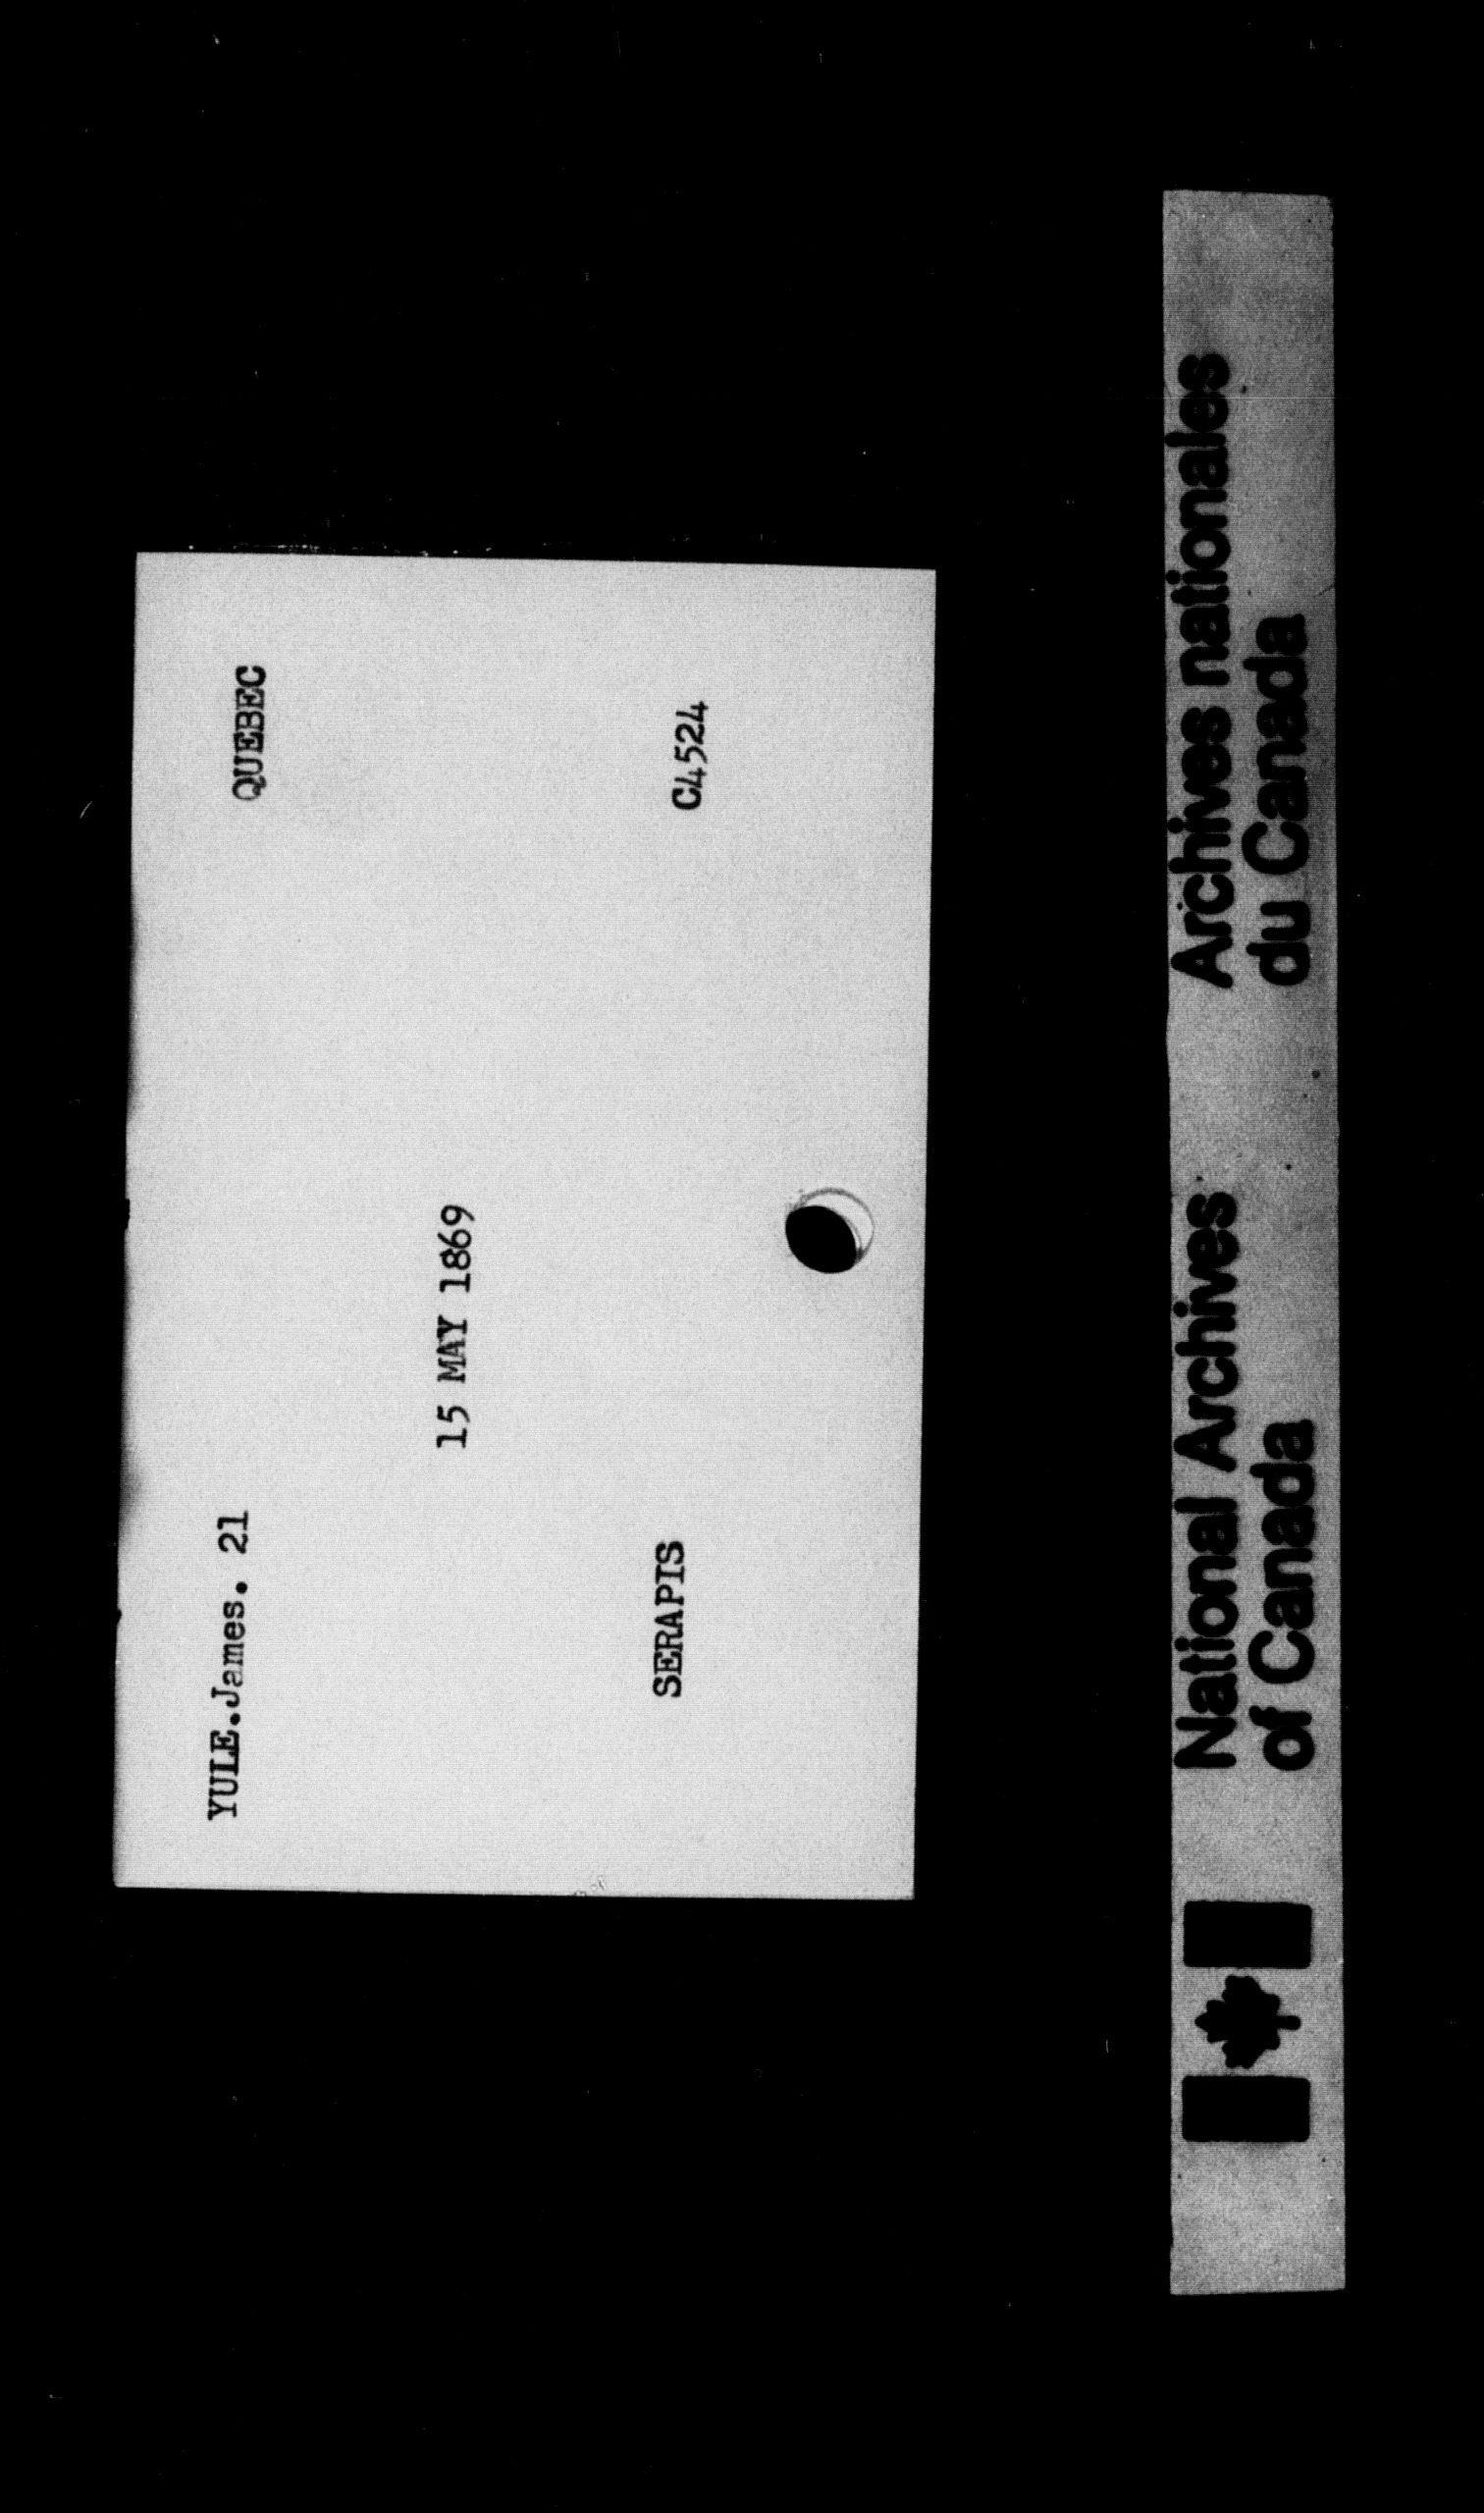 YULE.James. 21 QUEBEC
15 MAY 1869
SERAPIS C4524
National Archives
of Canada
Archives nationales
du Canada